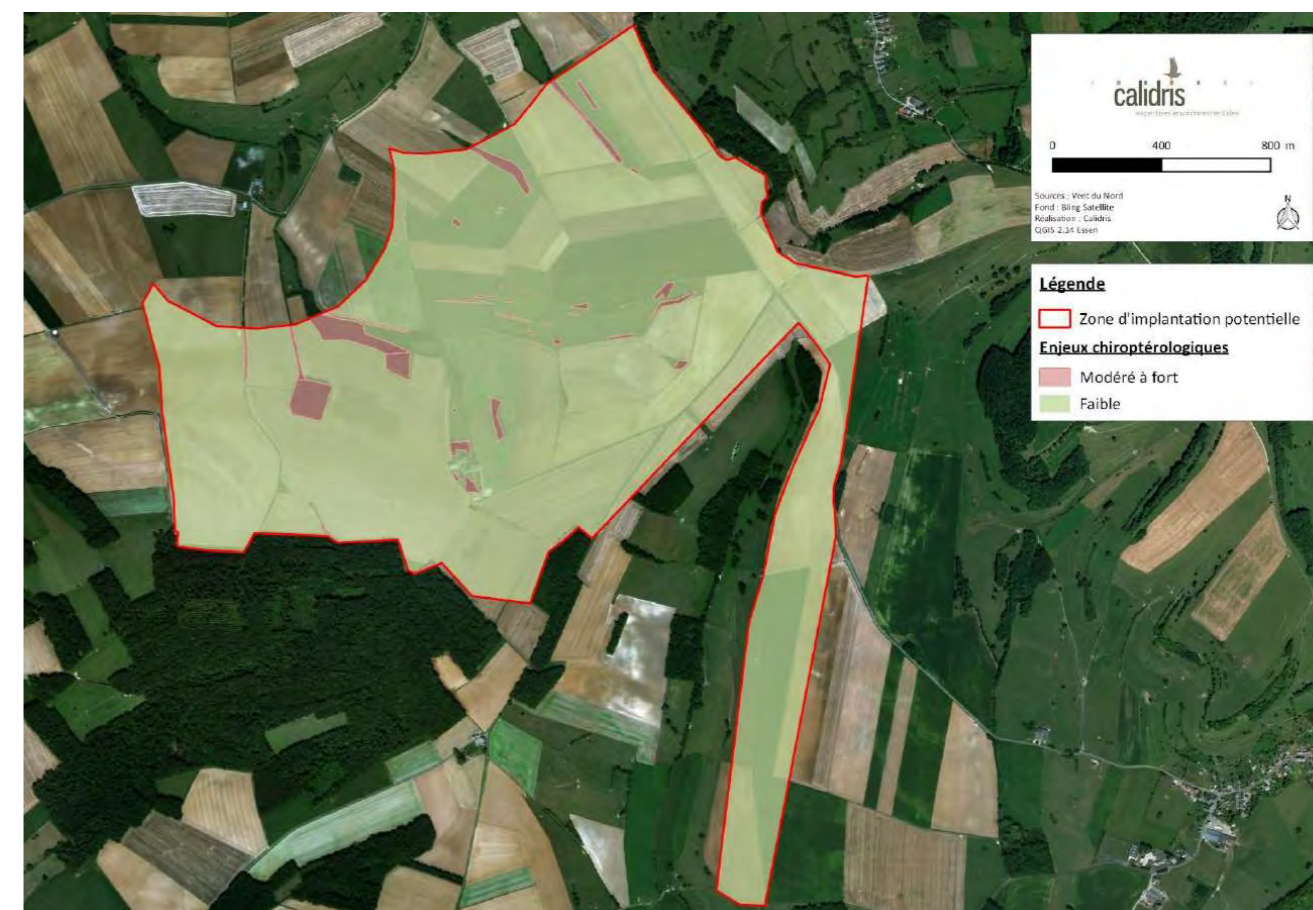 calidris
expertises environnementales
0 400 800 m
Sources : Vent du Nord
Fond : Bling Satellite
Réalisation : Calidris
QGIS 2.14 Essen
N
Légende
Zone d'implantation potentielle
Enjeux chiroptérologiques
Modéré à fort
Faible